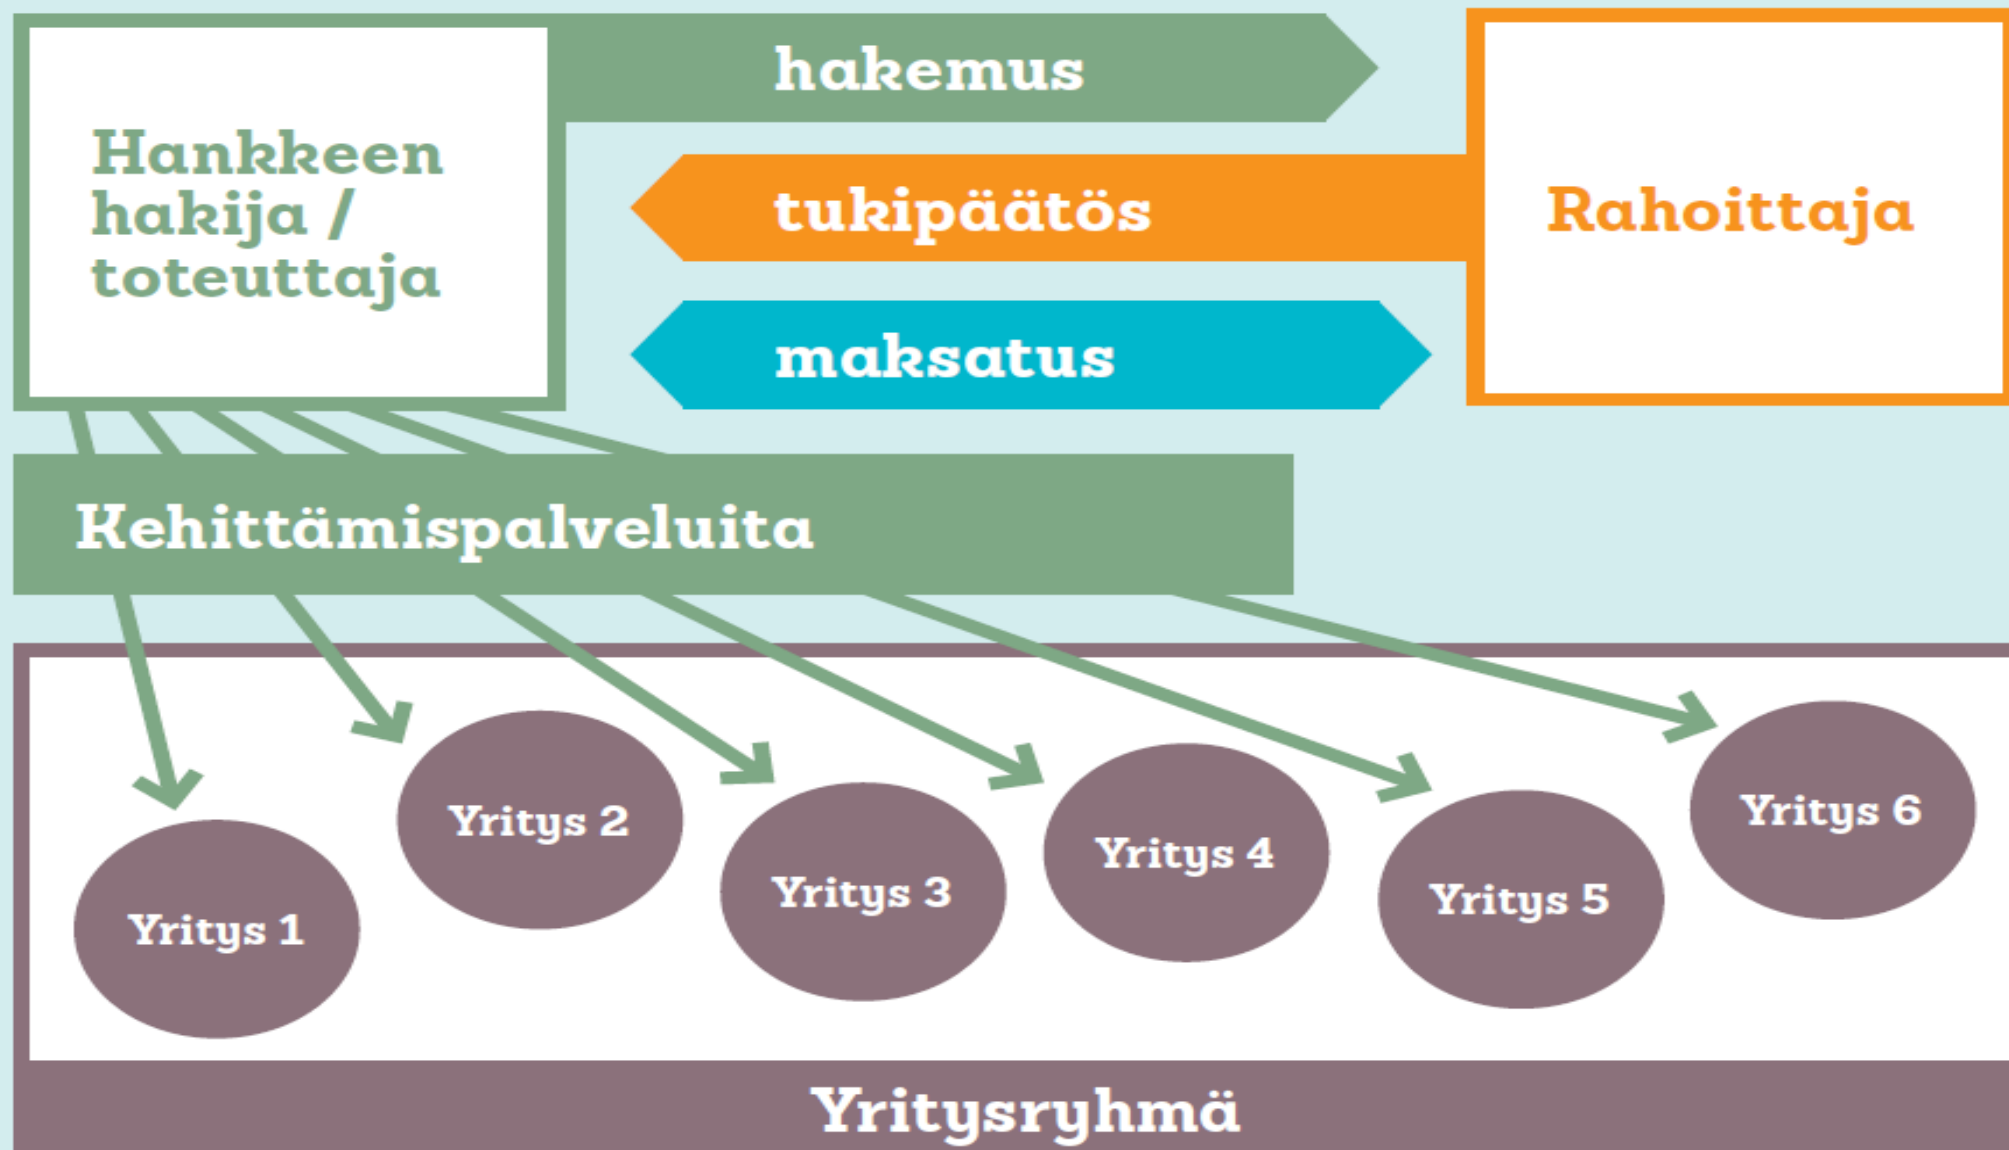 hakemus
Hankkeen
hakija /
toteuttaja
tukipäätös
Rahoittaja
maksatus
Kehittämispalveluita
Yritys 1
Yritys 2
Yritys 3
Yritys 4
Yritys 5
Yritys 6
Yritysryhmä